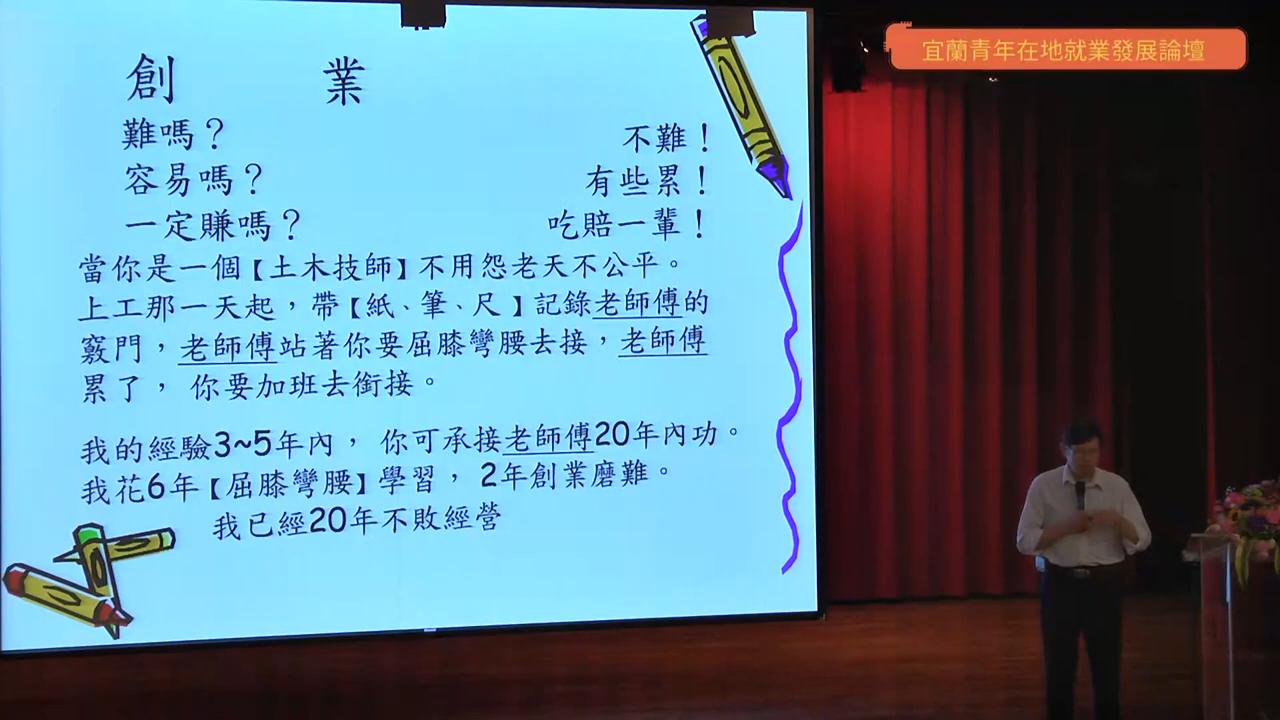 宜蘭青年在地就業發展論壇
創 業
難嗎？ 不難！
容易嗎？ 有些累！
一定賺嗎？ 吃賠一輩！
當你是一個【土木技師】不用怨老天不公平。
上工那一天起，帶【紙、筆、尺】記錄老師傅的
竅門，老師傅站著你要屈膝彎腰去接，老師傅
累了， 你要加班去銜接。
我的經驗3~5年內， 你可承接老師傅20年內功。
我花6年【屈膝彎腰】學習， 2年創業磨難。
我已經20年不敗經營